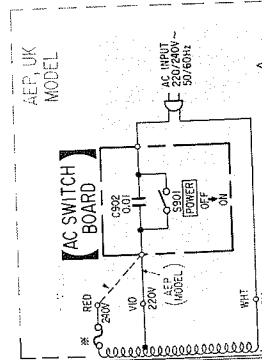 AEP, UK
MODEL
AC SWITCH
BOARD
AC INPUT
220/240V~
50/60Hz
C902
0.01
S901
POWER
OFF
ON
RED
240V
VIO
220V
AEP
MODEL
WHT